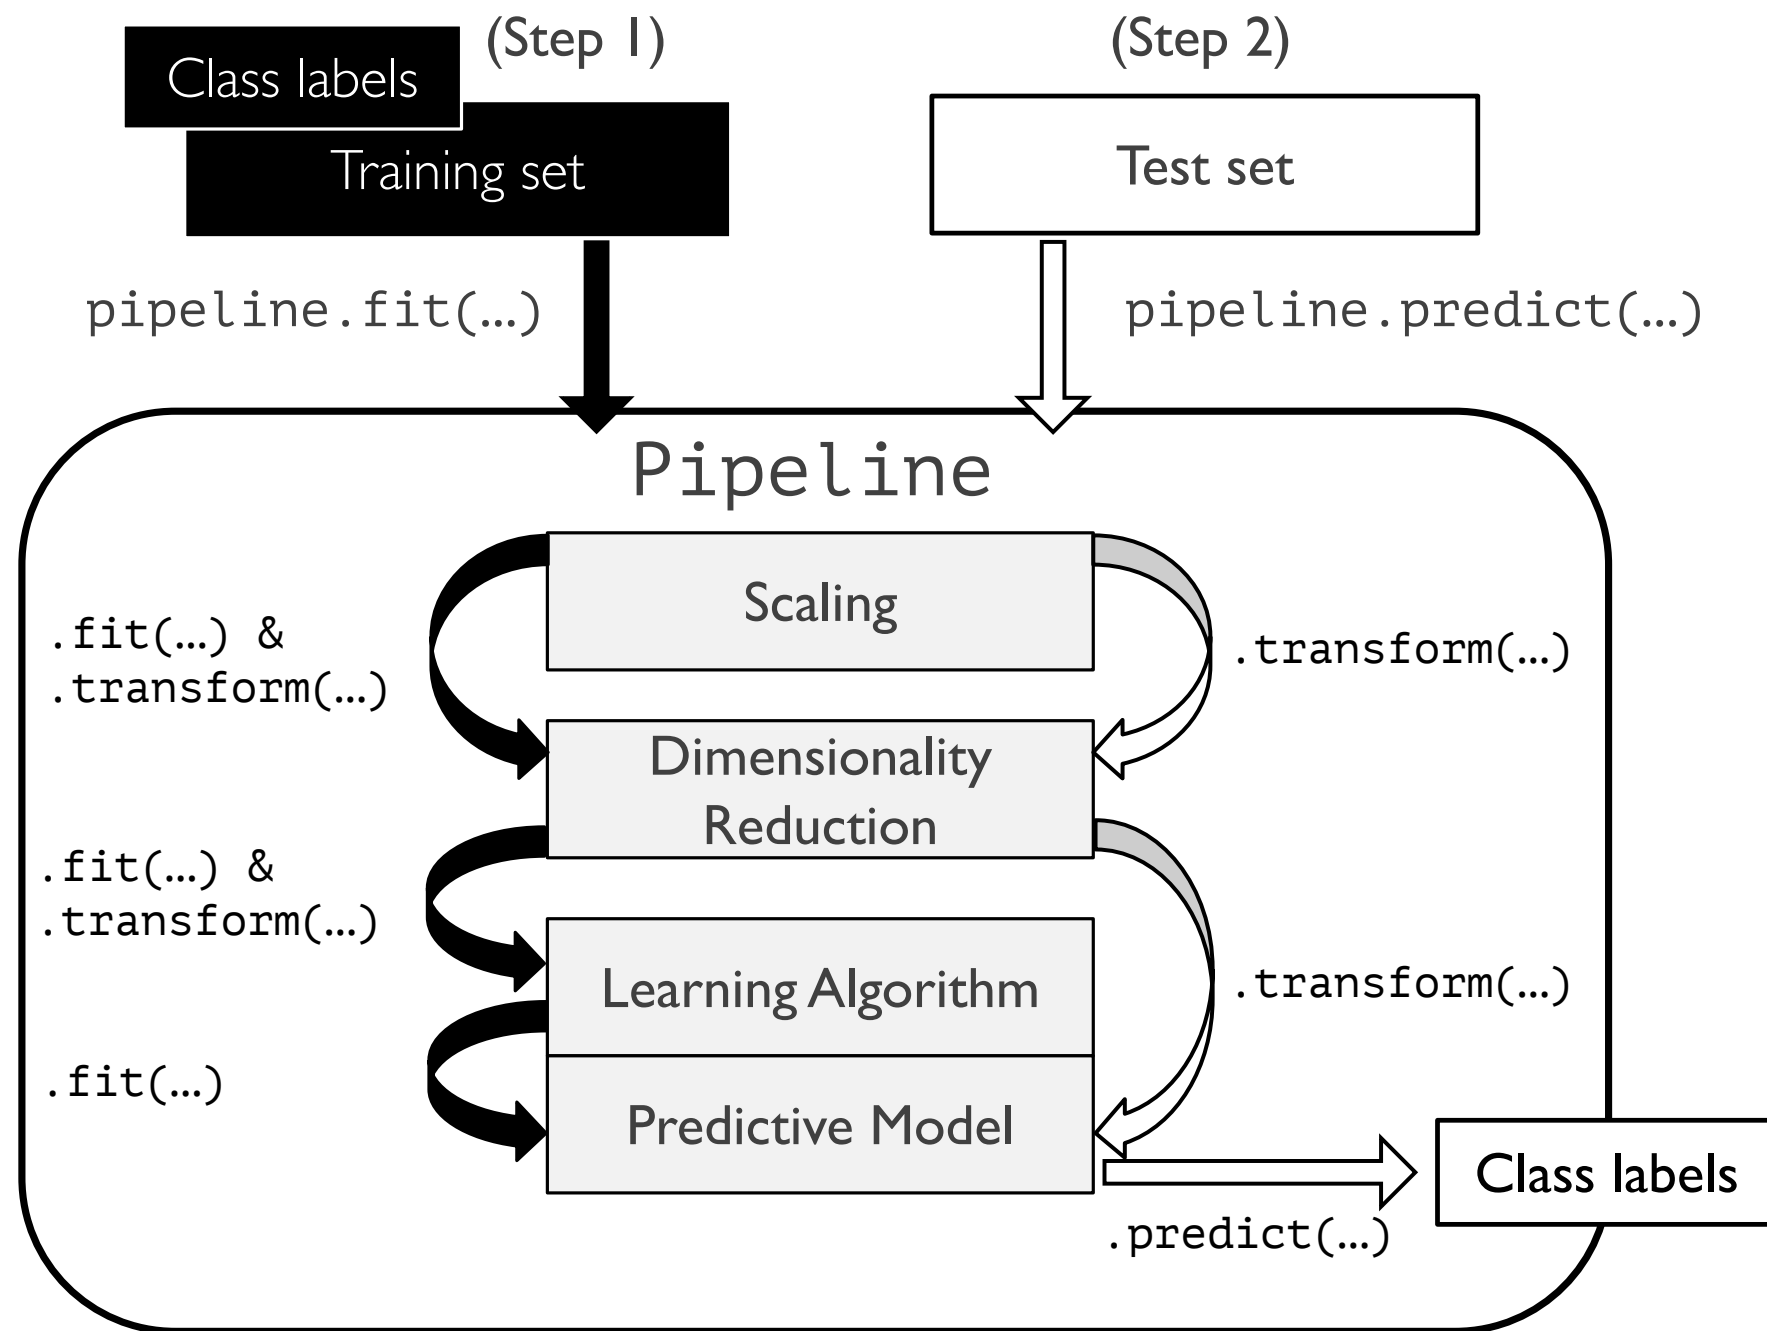 (Step 1)
Class labels
Training set
pipeline.fit(…)
(Step 2)
Test set
pipeline.predict(…)
Pipeline
Scaling
.fit(…) &
.transform(…)
.transform(…)
Dimensionality
Reduction
.fit(…) &
.transform(…)
.transform(…)
Learning Algorithm
.fit(…)
Predictive Model
.predict(…)
Class labels